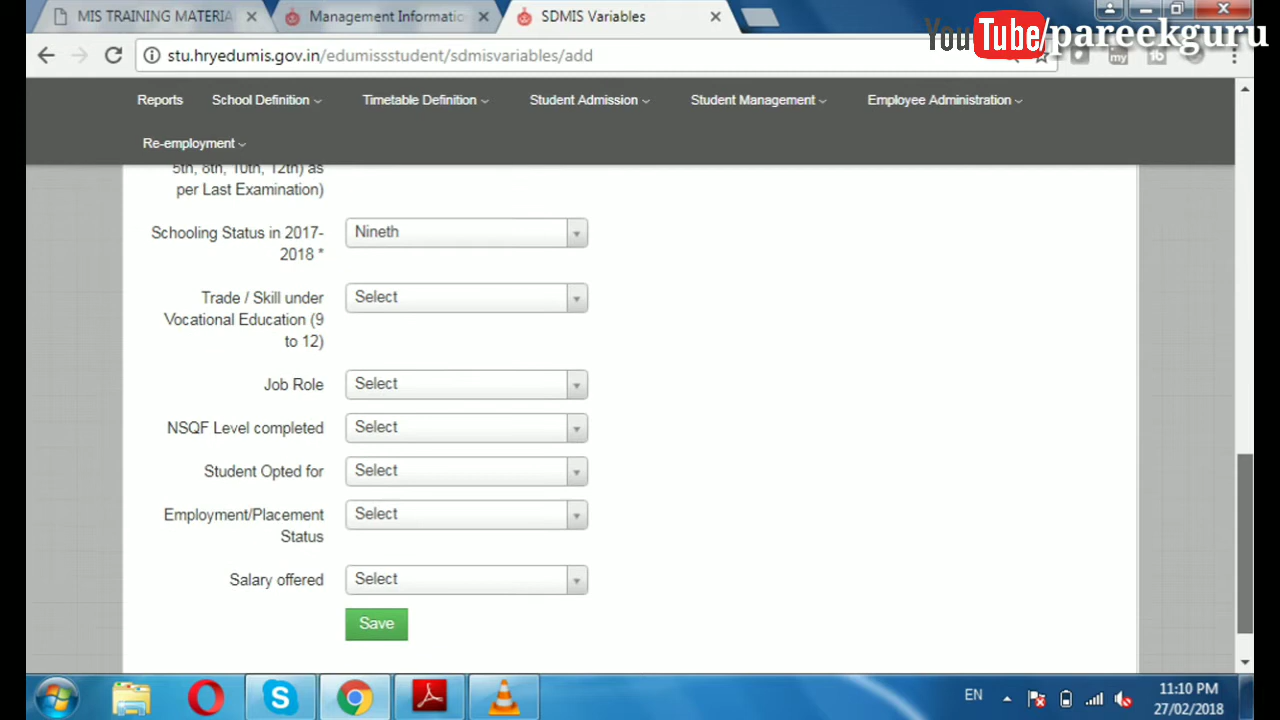 MIS TRAINING MATERIA
Management Informatio
SDMIS Variables
YouTube/pareekguru
stu.hryedumis.gov.in/edumissstudent/sdmisvariables/add
Reports School Definition Timetable Definition Student Admission Student Management Employee Administration
Re-employment
5th, 8th, 10th, 12th) as
per Last Examination)
Schooling Status in 2017-
2018 *
Nineth
Trade / Skill under
Vocational Education (9
to 12)
Select
Job Role
Select
NSQF Level completed
Select
Student Opted for
Select
Employment/Placement
Status
Select
Salary offered
Select
Save
EN
11:10 PM
27/02/2018